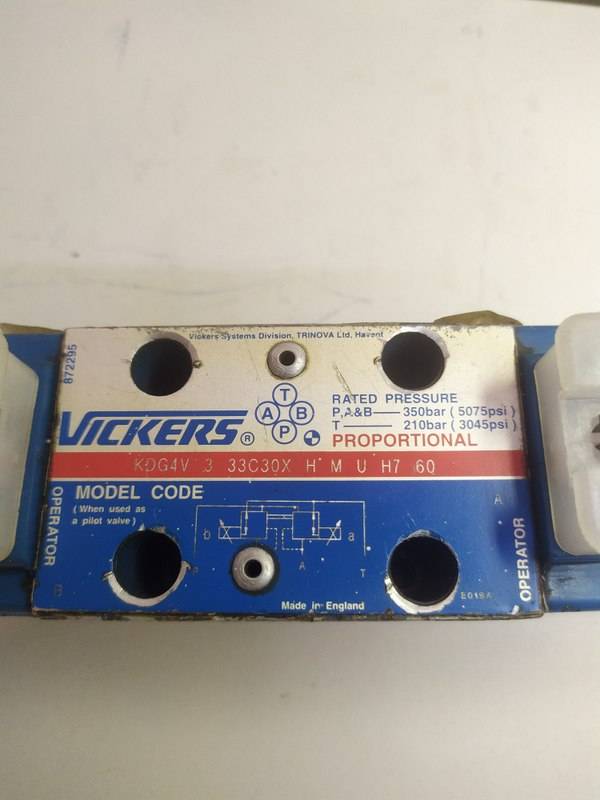 Vickers Systems Division, TRINOVA Ltd, Havant
872295
T
A B
P
VICKERS®
RATED PRESSURE
P,A&B — 350bar (5075psi)
T — 210bar (3045psi)
PROPORTIONAL
KDG4V 3 33C30X H M U H7 60
OPERATOR
MODEL CODE
(When used as
a pilot valve)
A
b a
P A T
B
OPERATOR
E019A
Made in England